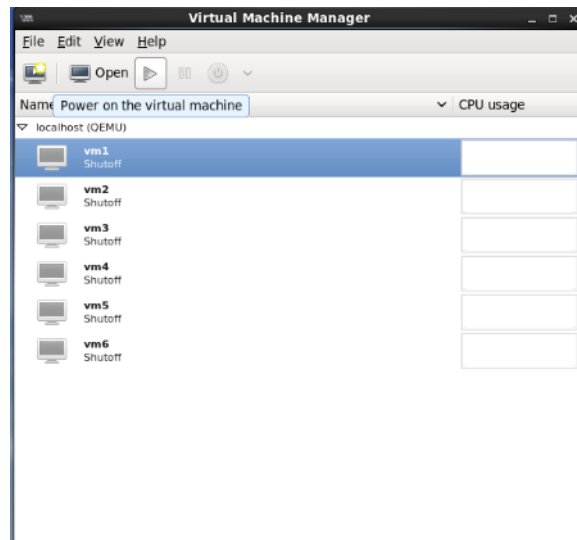 Virtual Machine Manager
File Edit View Help
Open
Name CPU usage
Power on the virtual machine
localhost (QEMU)
vm1
Shutoff
vm2
Shutoff
vm3
Shutoff
vm4
Shutoff
vm5
Shutoff
vm6
Shutoff